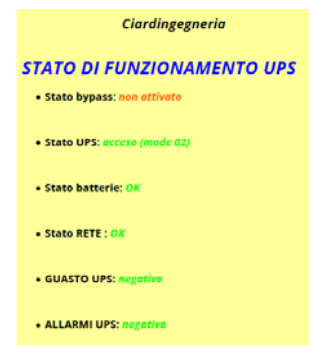 Ciardingegneria
STATO DI FUNZIONAMENTO UPS
• Stato bypass: non attivato
• Stato UPS: acceso (mode 02)
• Stato batterie: OK
• Stato RETE : OK
• GUASTO UPS: negativo
• ALLARMI UPS: negativo